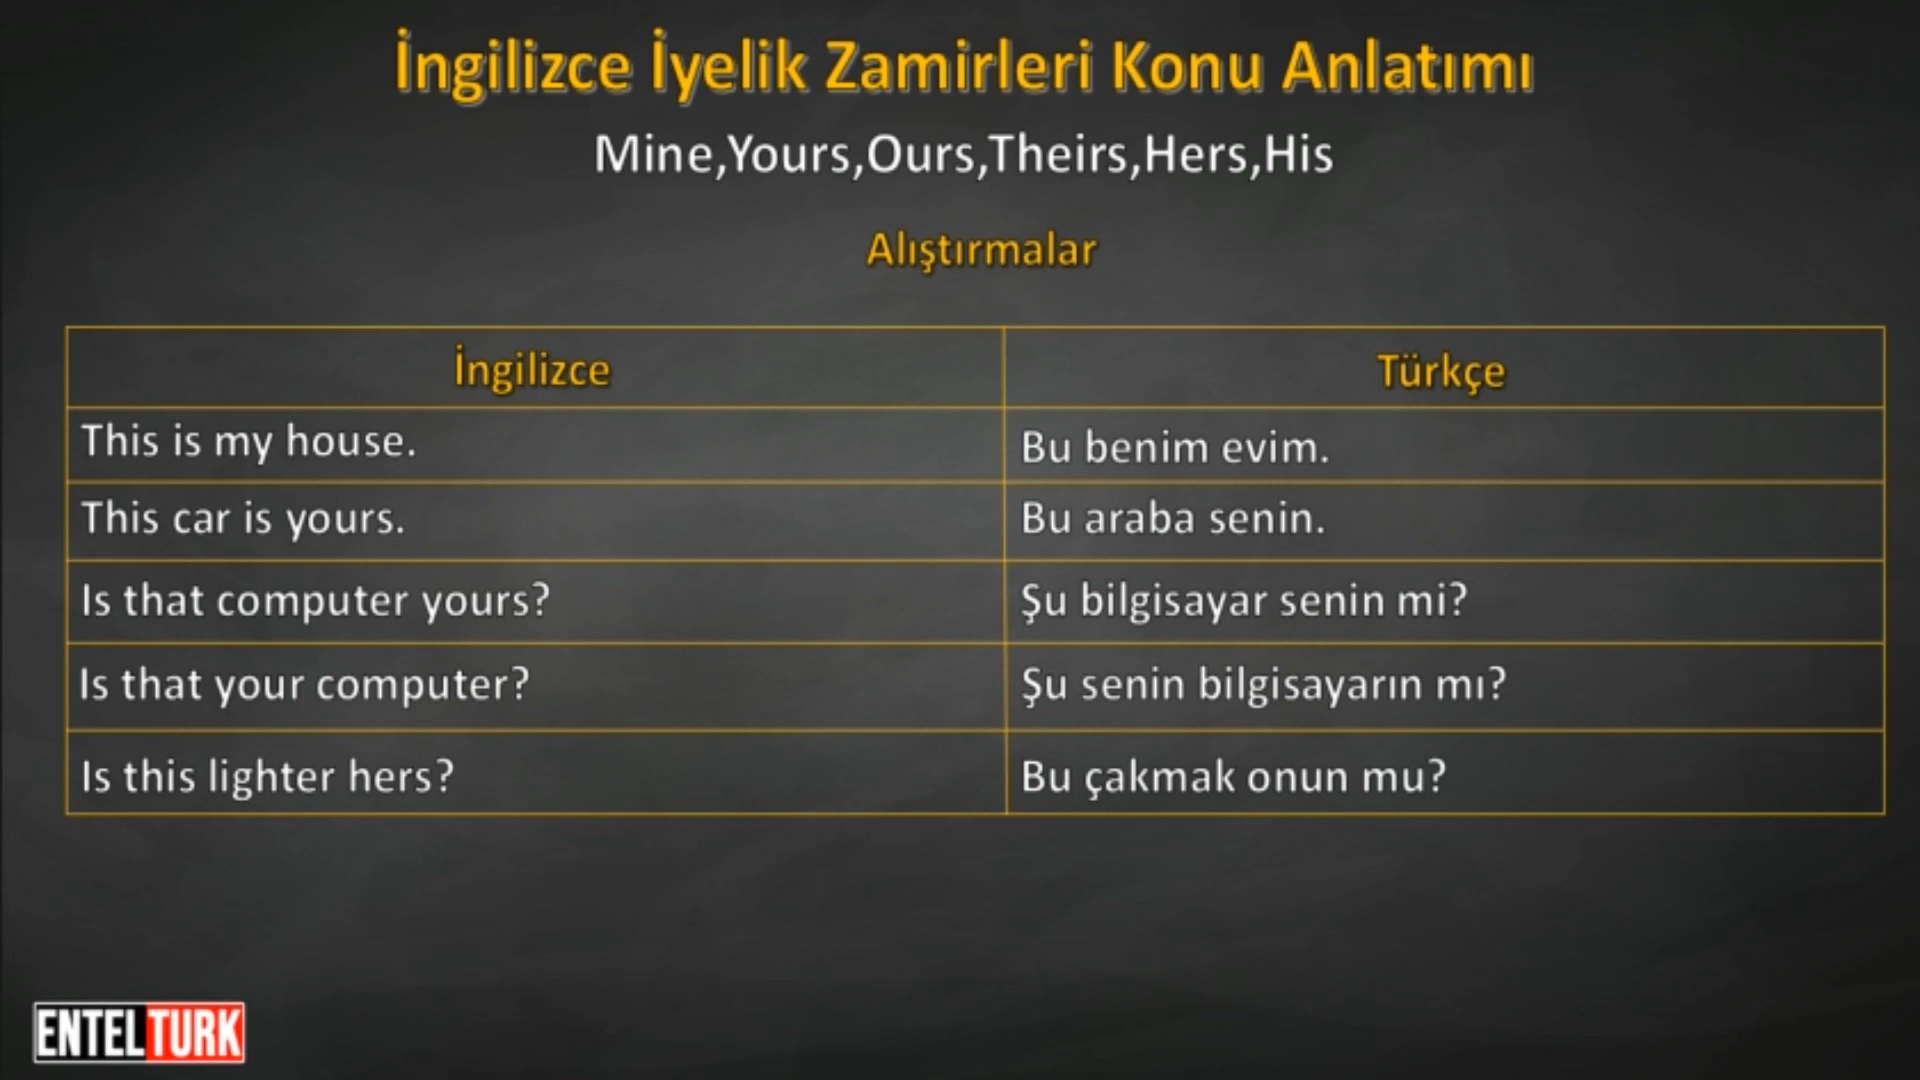 İngilizce İyelik Zamirleri Konu Anlatımı
Mine,Yours,Ours,Theirs,Hers,His
Alıştırmalar
İngilizce
Türkçe
This is my house.
Bu benim evim.
This car is yours.
Bu araba senin.
Is that computer yours?
Şu bilgisayar senin mi?
Is that your computer?
Şu senin bilgisayarın mı?
Is this lighter hers?
Bu çakmak onun mu?
ENTELTURK